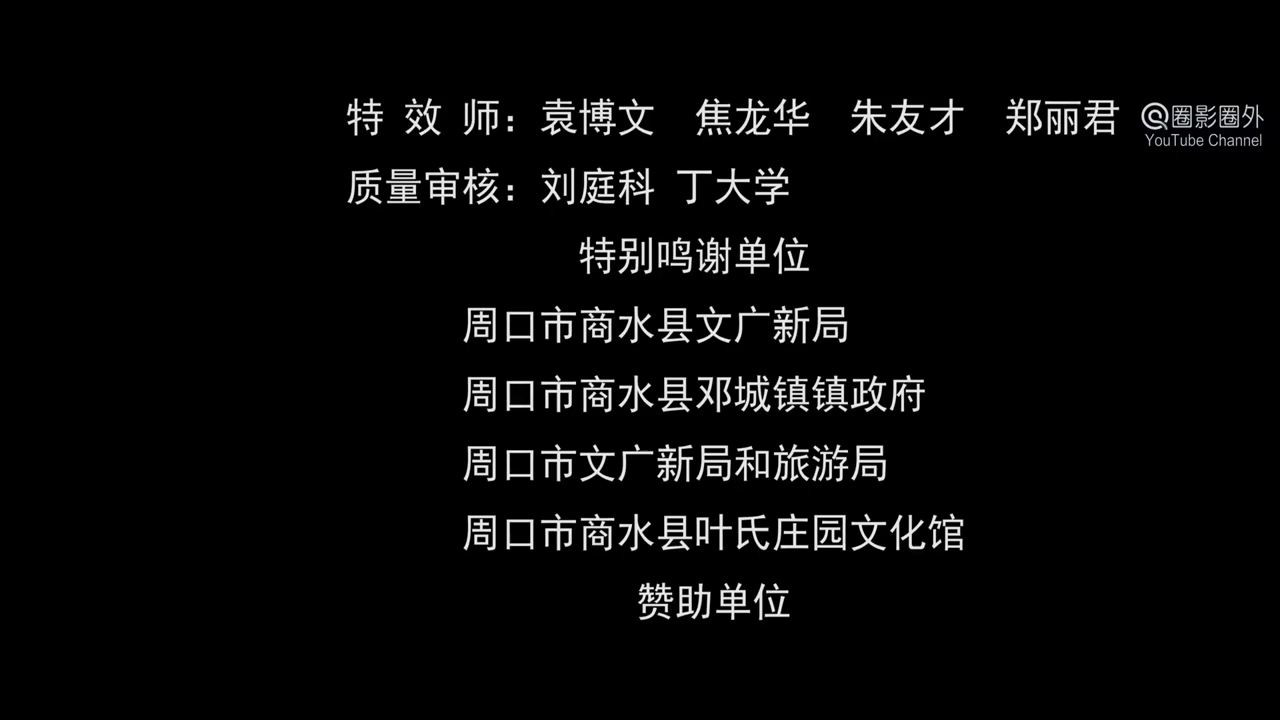 特 效 师：袁博文 焦龙华 朱友才 郑丽君
圈影圈外
YouTube Channel
质量审核：刘庭科 丁大学
特别鸣谢单位
周口市商水县文广新局
周口市商水县邓城镇镇政府
周口市文广新局和旅游局
周口市商水县叶氏庄园文化馆
赞助单位